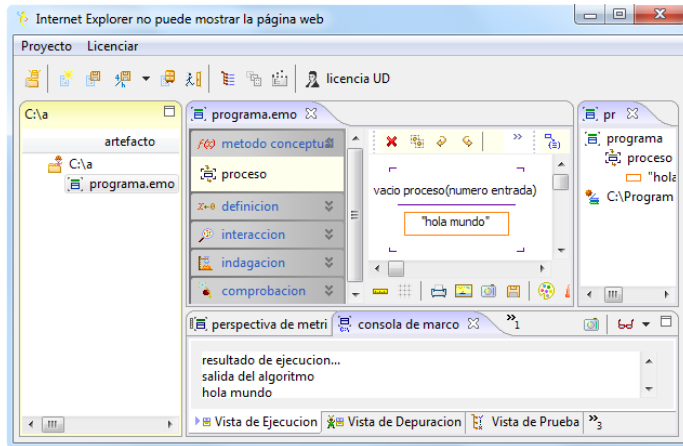 Internet Explorer no puede mostrar la página web
Proyecto Licenciar
licencia UD
C:\a
artefacto
C:\a
programa.emo
programa.emo
f(x) metodo conceptu
proceso
definicion
interaccion
indagacion
comprobacion
vacio proceso(numero entrada)
"hola mundo"
pr
programa
proceso
"hola
C:\Program
perspectiva de metri
consola de marco
»1
resultado de ejecucion...
salida del algoritmo
hola mundo
Vista de Ejecucion
Vista de Depuracion
Vista de Prueba
»3